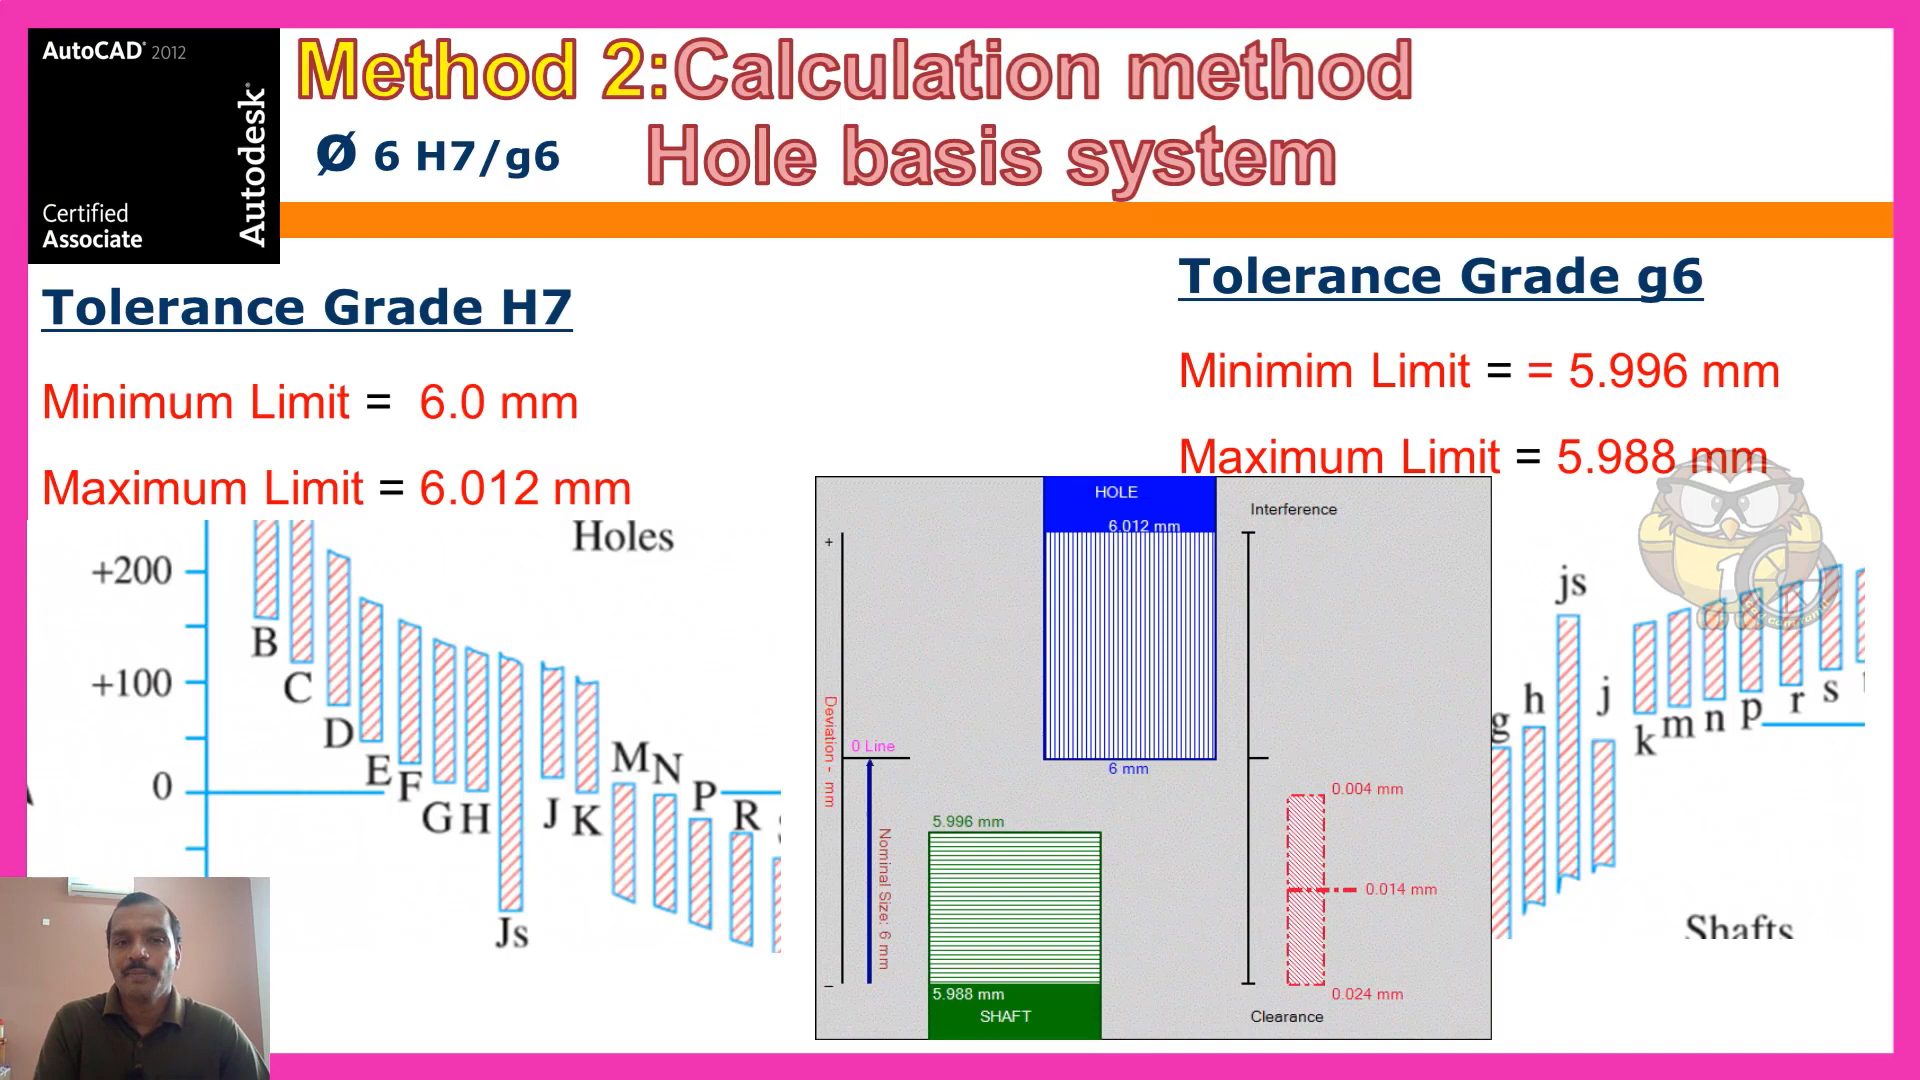 AutoCAD® 2012
Autodesk®
Certified
Associate
Method 2:Calculation method
Ø 6 H7/g6
Hole basis system
Tolerance Grade H7
Minimum Limit = 6.0 mm
Maximum Limit = 6.012 mm
Tolerance Grade g6
Minimim Limit = = 5.996 mm
Maximum Limit = 5.988 mm
Holes
+200
+100
0
B
C
D
E
F
G
H
Js
J
K
M
N
P
R
HOLE
6.012 mm
6 mm
Interference
+
Deviation - mm
0 Line
Nominal Size: 6 mm
–
5.996 mm
5.988 mm
SHAFT
0.004 mm
0.014 mm
0.024 mm
Clearance
g
h
js
j
k
m
n
p
r
s
Shafts